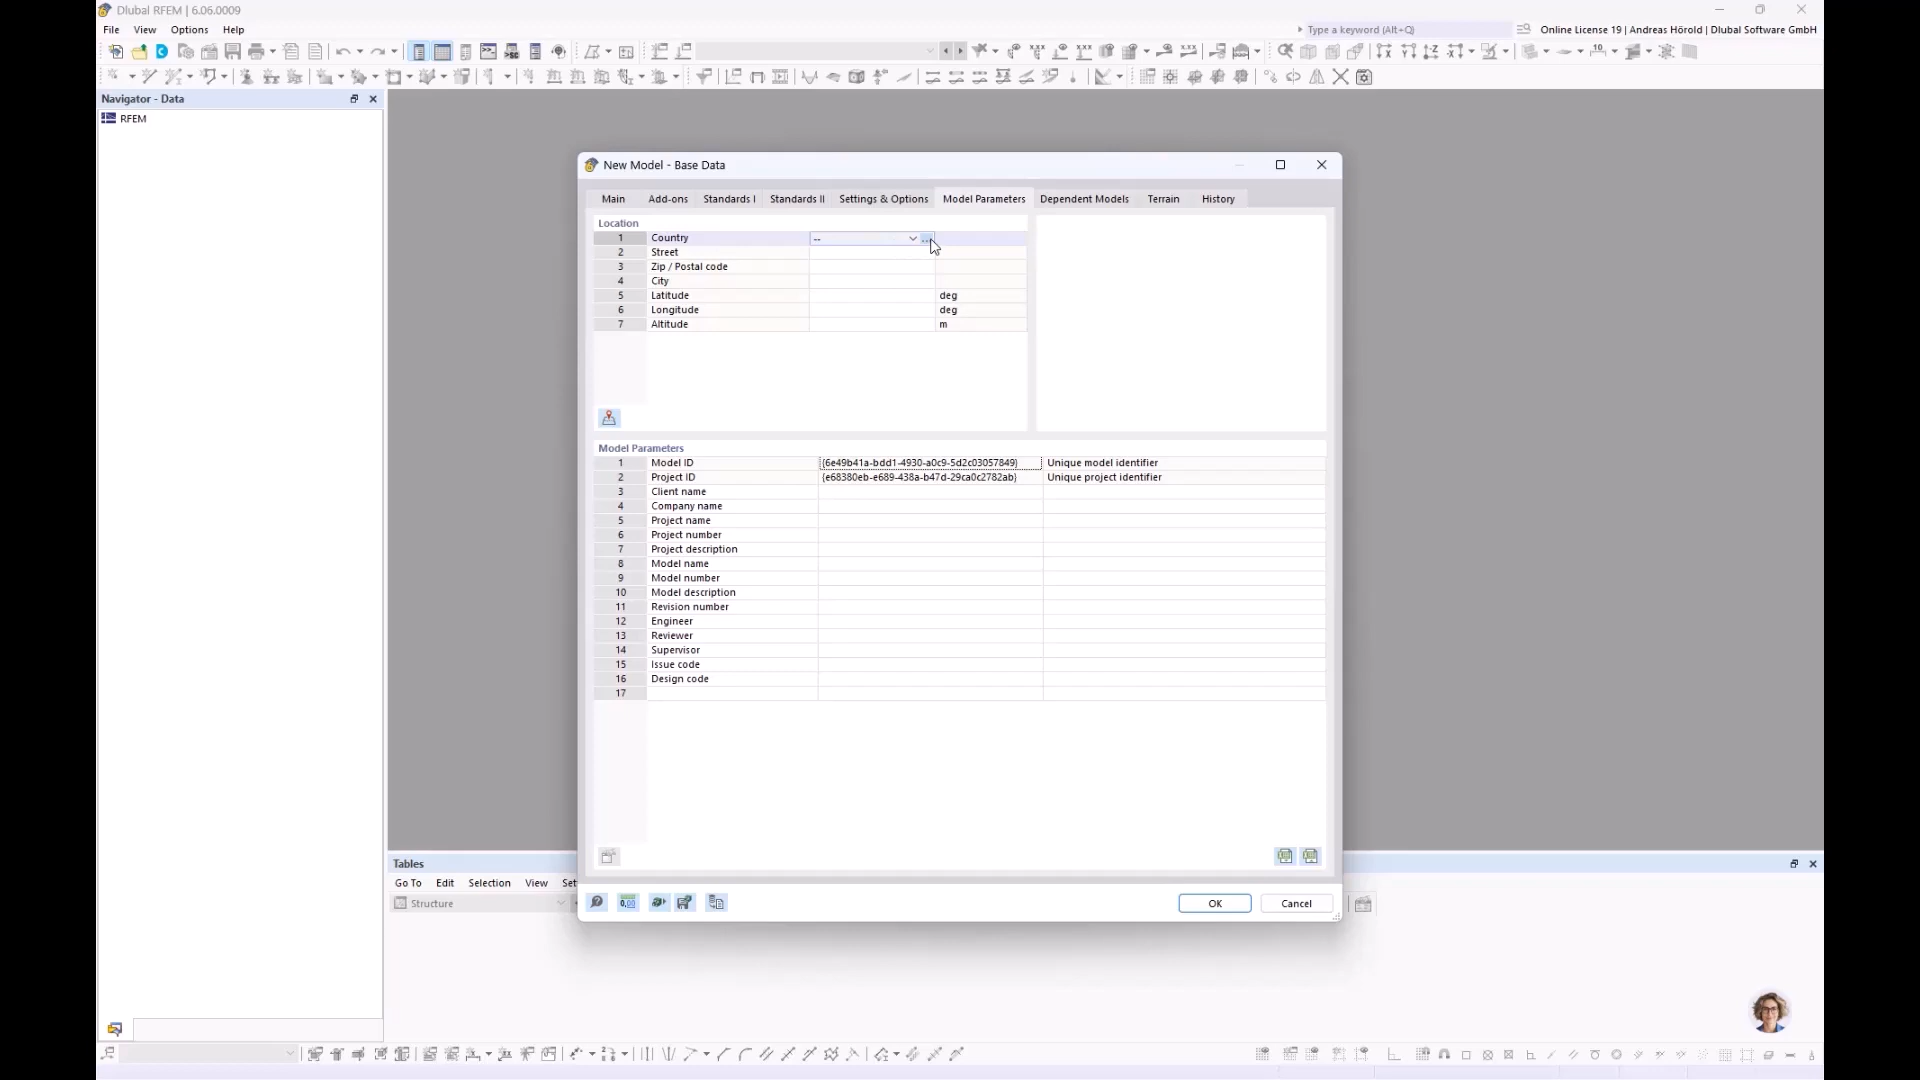 Dlubal RFEM | 6.06.0009
File View Options Help
Type a keyword (Alt+Q) Online License 19 | Andreas Hörold | Dlubal Software GmbH
Navigator - Data
RFEM
New Model - Base Data
Main Add-ons Standards I Standards II Settings & Options Model Parameters Dependent Models Terrain History
Location
1 Country --
2 Street
3 Zip / Postal code
4 City
5 Latitude deg
6 Longitude deg
7 Altitude m
Model Parameters
1 Model ID {6e49b41a-bdd1-4930-a0c9-5d2c03057849} Unique model identifier
2 Project ID {e68380eb-e689-438a-b47d-29ca0c2782ab} Unique project identifier
3 Client name
4 Company name
5 Project name
6 Project number
7 Project description
8 Model name
9 Model number
10 Model description
11 Revision number
12 Engineer
13 Reviewer
14 Supervisor
15 Issue code
16 Design code
17
Tables
Go To Edit Selection View Set
Structure
OK Cancel